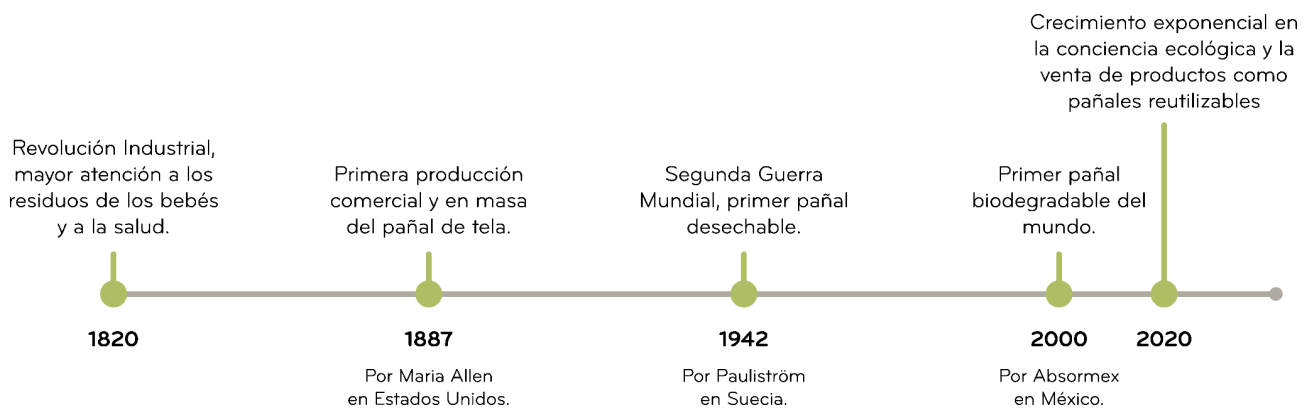 Revolución Industrial,
mayor atención a los
residuos de los bebés
y a la salud.
1820
Primera producción
comercial y en masa
del pañal de tela.
1887
Por Maria Allen
en Estados Unidos.
Segunda Guerra
Mundial, primer pañal
desechable.
1942
Por Pauliström
en Suecia.
Primer pañal
biodegradable del
mundo.
2000
Por Absormex
en México.
Crecimiento exponencial en
la conciencia ecológica y la
venta de productos como
pañales reutilizables
2020